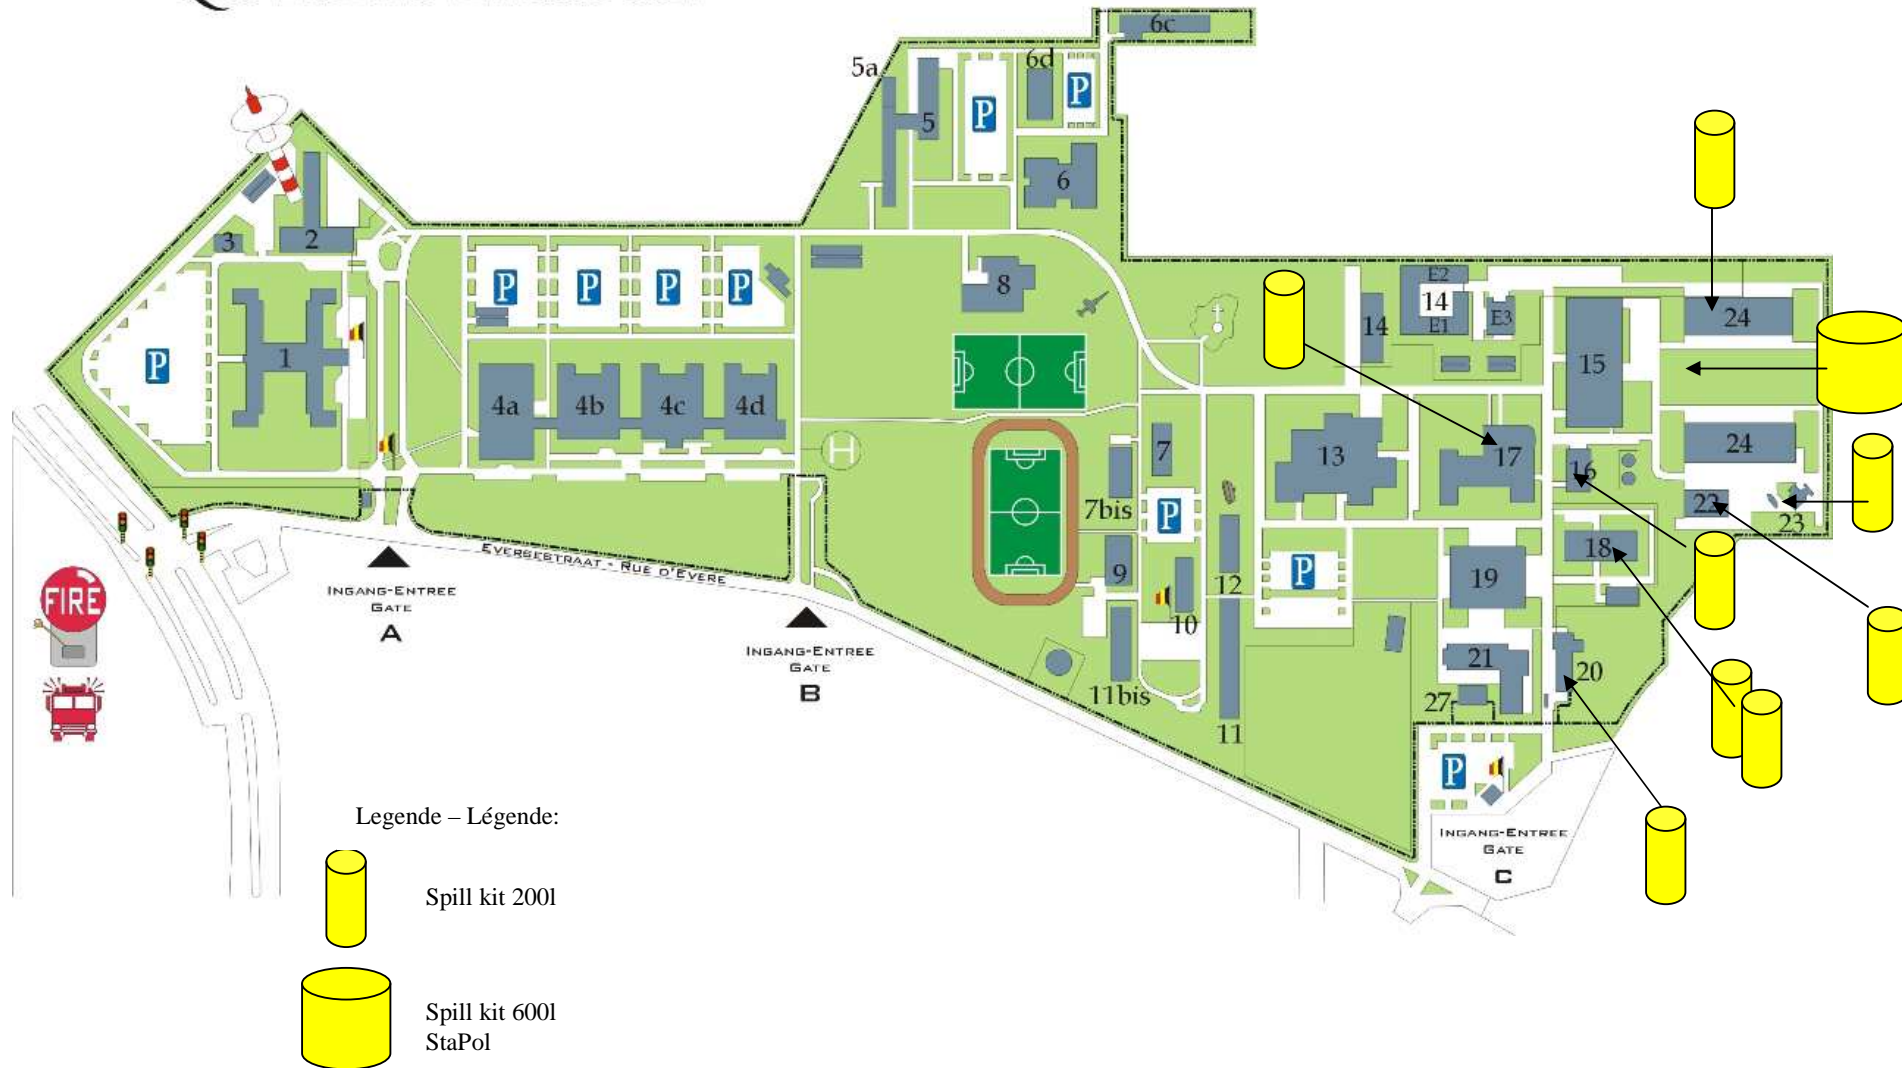 6c
5a
6d
P
P
5
6
3
2
P
P
P
P
8
E2
14
E1
E3
14
24
1
P
15
4a
4b
4c
4d
H
7
13
17
16
24
7bis
P
22
23
EVERSESTRAAT - RUE D'EVERE
9
12
P
19
18
INGANG-ENTREE
GATE
A
FIRE
10
INGANG-ENTREE
GATE
B
11bis
21
20
27
11
P
INGANG-ENTREE
GATE
C
Legende – Légende:
Spill kit 200l
Spill kit 600l
StaPol